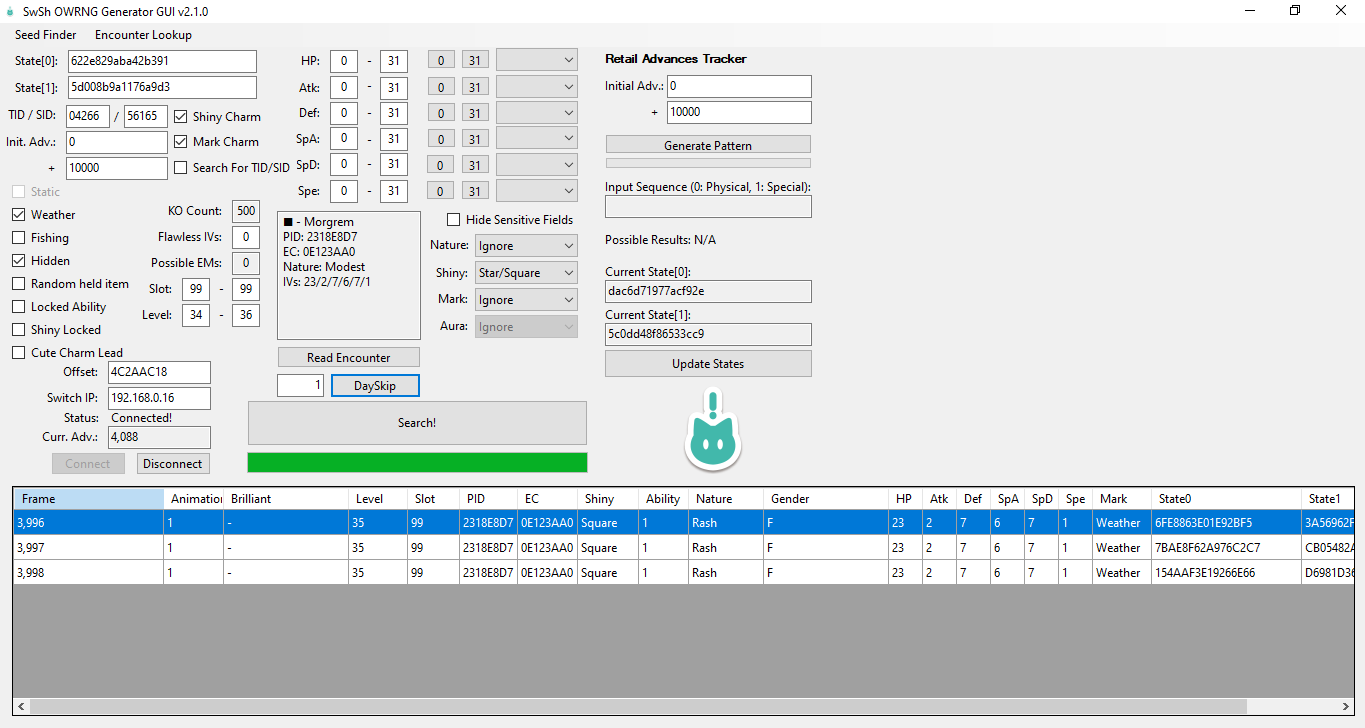 SwSh OWRNG Generator GUI v2.1.0
Seed Finder Encounter Lookup
State[0]: 622e829aba42b391
State[1]: 5d008b9a1176a9d3
TID / SID: 04266 / 56165 Shiny Charm
Init. Adv.: 0 Mark Charm
+ 10000 Search For TID/SID
Static
Weather
Fishing
Hidden
Random held item
Locked Ability
Shiny Locked
Cute Charm Lead
KO Count: 500
Flawless IVs: 0
Possible EMs: 0
Slot: 99 - 99
Level: 34 - 36
Offset: 4C2AAC18
Switch IP: 192.168.0.16
Status: Connected!
Curr. Adv.: 4,088
Connect Disconnect
HP: 0 - 31 0 31
Atk: 0 - 31 0 31
Def: 0 - 31 0 31
SpA: 0 - 31 0 31
SpD: 0 - 31 0 31
Spe: 0 - 31 0 31
■ - Morgrem
PID: 2318E8D7
EC: 0E123AA0
Nature: Modest
IVs: 23/2/7/6/7/1
Read Encounter
1 DaySkip
Search!
Hide Sensitive Fields
Nature: Ignore
Shiny: Star/Square
Mark: Ignore
Aura: Ignore
Retail Advances Tracker
Initial Adv.: 0
+ 10000
Generate Pattern
Input Sequence (0: Physical, 1: Special):
Possible Results: N/A
Current State[0]:
dac6d71977acf92e
Current State[1]:
5c0dd48f86533cc9
Update States
Frame Animation Brilliant Level Slot PID EC Shiny Ability Nature Gender HP Atk Def SpA SpD Spe Mark State0 State1
3,996 1 - 35 99 2318E8D7 0E123AA0 Square 1 Rash F 23 2 7 6 7 1 Weather 6FE8863E01E92BF5 3A56962F
3,997 1 - 35 99 2318E8D7 0E123AA0 Square 1 Rash F 23 2 7 6 7 1 Weather 7BAE8F62A976C2C7 CB05482A
3,998 1 - 35 99 2318E8D7 0E123AA0 Square 1 Rash F 23 2 7 6 7 1 Weather 154AAF3E19266E66 D6981D36